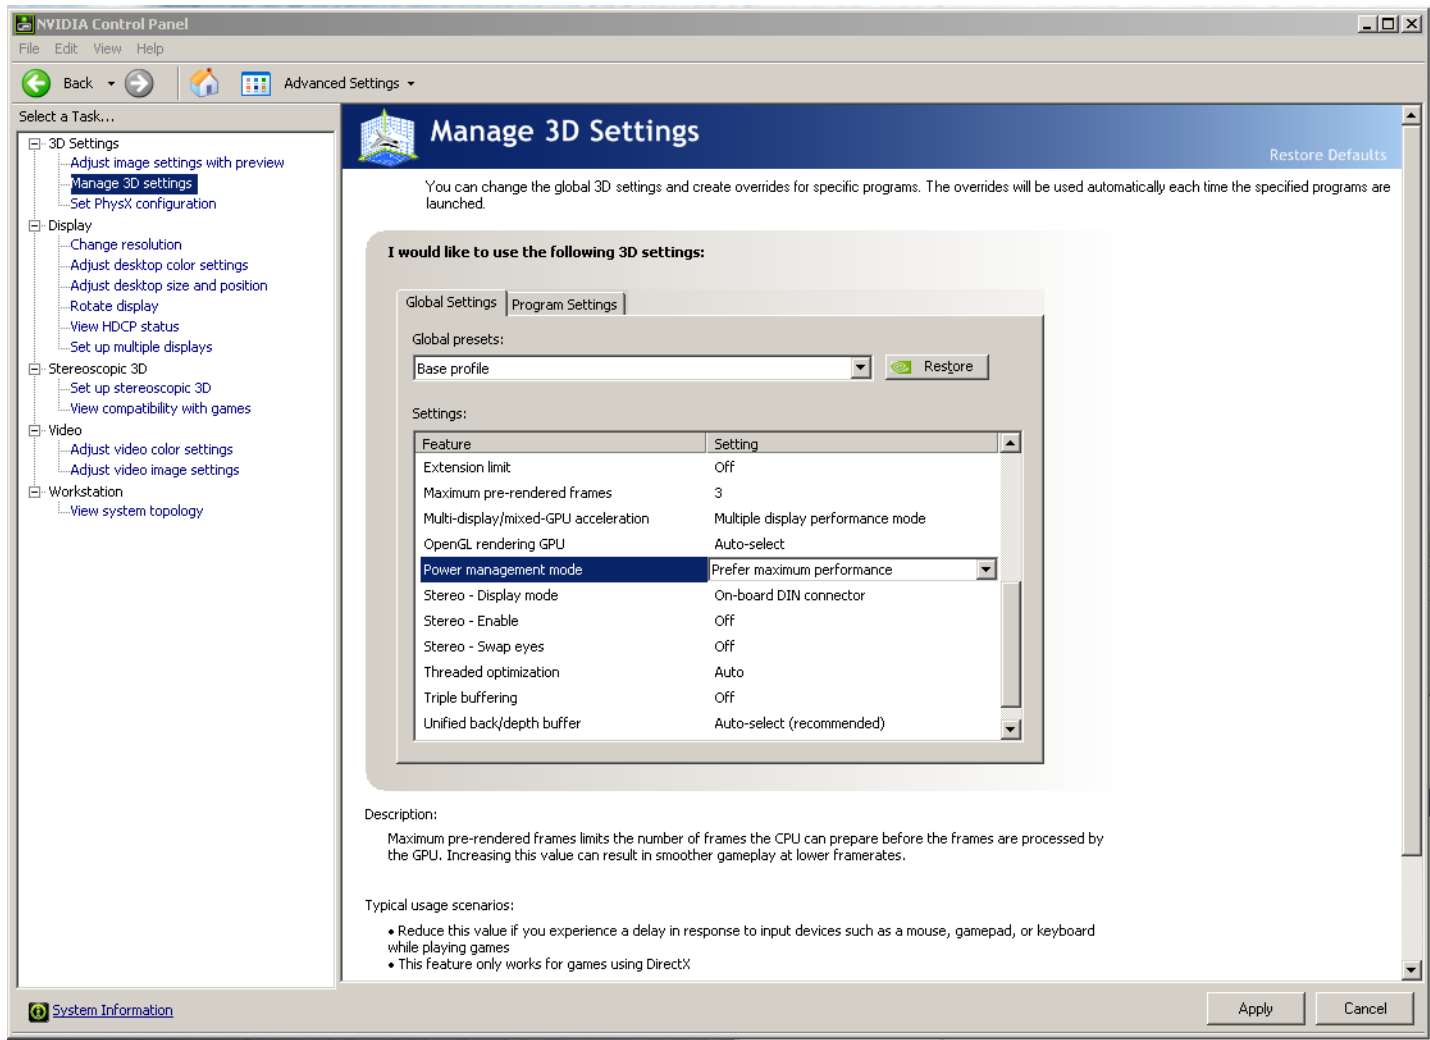 NVIDIA Control Panel
File Edit View Help
Back Advanced Settings
Select a Task...
3D Settings
Adjust image settings with preview
Manage 3D settings
Set PhysX configuration
Display
Change resolution
Adjust desktop color settings
Adjust desktop size and position
Rotate display
View HDCP status
Set up multiple displays
Stereoscopic 3D
Set up stereoscopic 3D
View compatibility with games
Video
Adjust video color settings
Adjust video image settings
Workstation
View system topology
Manage 3D Settings
Restore Defaults
You can change the global 3D settings and create overrides for specific programs. The overrides will be used automatically each time the specified programs are
launched.
I would like to use the following 3D settings:
Global Settings Program Settings
Global presets:
Base profile Restore
Settings:
Feature Setting
Extension limit Off
Maximum pre-rendered frames 3
Multi-display/mixed-GPU acceleration Multiple display performance mode
OpenGL rendering GPU Auto-select
Power management mode Prefer maximum performance
Stereo - Display mode On-board DIN connector
Stereo - Enable Off
Stereo - Swap eyes Off
Threaded optimization Auto
Triple buffering Off
Unified back/depth buffer Auto-select (recommended)
Description:
Maximum pre-rendered frames limits the number of frames the CPU can prepare before the frames are processed by
the GPU. Increasing this value can result in smoother gameplay at lower framerates.
Typical usage scenarios:
• Reduce this value if you experience a delay in response to input devices such as a mouse, gamepad, or keyboard
while playing games
• This feature only works for games using DirectX
System Information
Apply Cancel